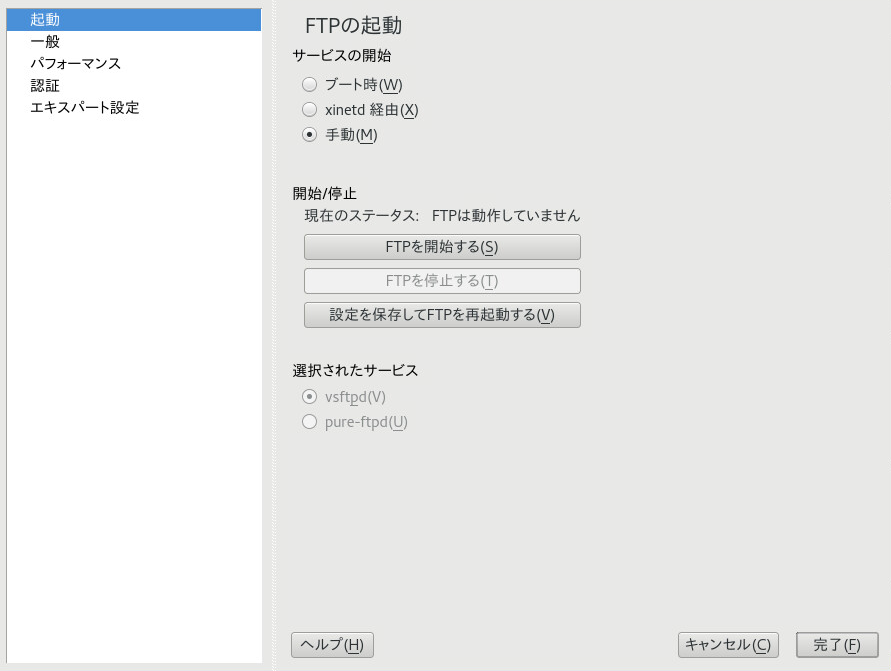 起動
一般
パフォーマンス
認証
エキスパート設定
FTPの起動
サービスの開始
ブート時(W)
xinetd 経由(X)
手動(M)
開始/停止
現在のステータス: FTPは動作していません
FTPを開始する(S)
FTPを停止する(T)
設定を保存してFTPを再起動する(V)
選択されたサービス
vsftpd(V)
pure-ftpd(U)
ヘルプ(H)
キャンセル(C)
完了(F)